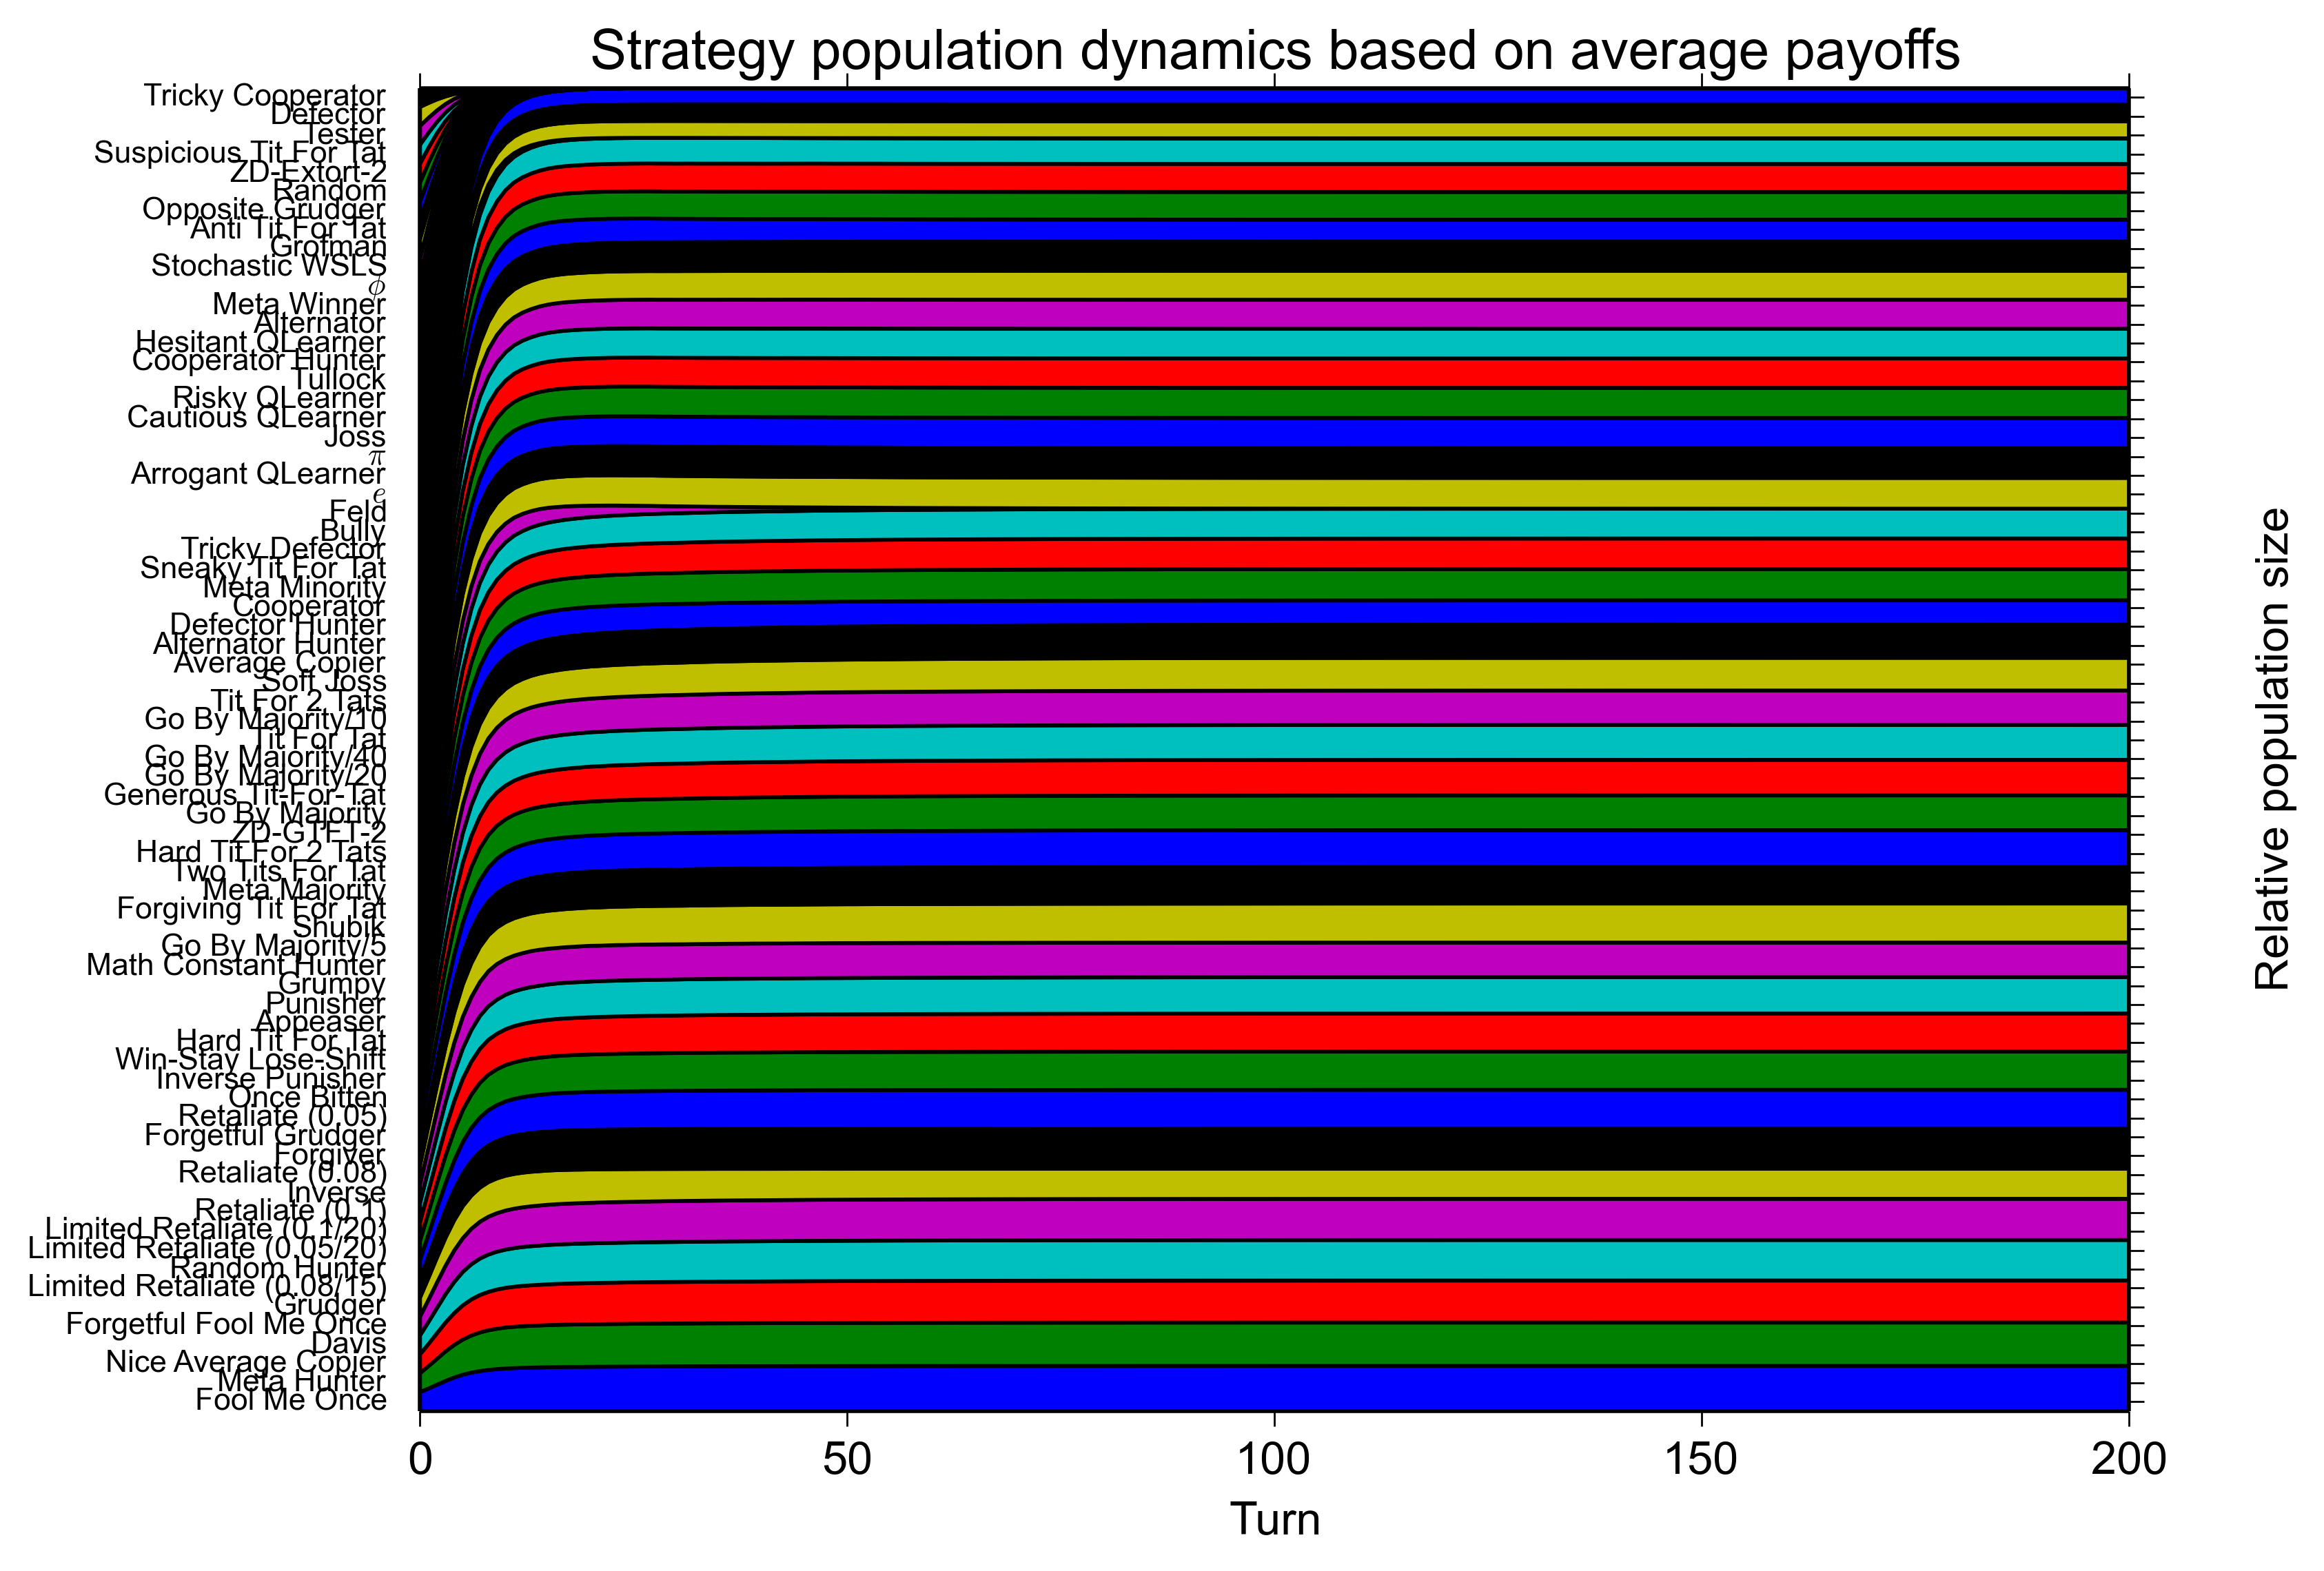 Strategy population dynamics based on average payoffs
Tricky Cooperator
Defector
Tester
Suspicious Tit For Tat
ZD-Extort-2
Random
Opposite Grudger
Anti Tit For Tat
Grofman
Stochastic WSLS
ϕ
Meta Winner
Alternator
Hesitant QLearner
Cooperator Hunter
Tullock
Risky QLearner
Cautious QLearner
Joss
π
Arrogant QLearner
e
Feld
Bully
Tricky Defector
Sneaky Tit For Tat
Meta Minority
Cooperator
Defector Hunter
Alternator Hunter
Average Copier
Soft Joss
Tit For 2 Tats
Go By Majority/10
Tit For Tat
Go By Majority/40
Go By Majority/20
Generous Tit-For-Tat
Go By Majority
ZD-GTFT-2
Hard Tit For 2 Tats
Two Tits For Tat
Meta Majority
Forgiving Tit For Tat
Shubik
Go By Majority/5
Math Constant Hunter
Grumpy
Punisher
Appeaser
Hard Tit For Tat
Win-Stay Lose-Shift
Inverse Punisher
Once Bitten
Retaliate (0.05)
Forgetful Grudger
Forgiver
Retaliate (0.08)
Inverse
Retaliate (0.1)
Limited Retaliate (0.1/20)
Limited Retaliate (0.05/20)
Random Hunter
Limited Retaliate (0.08/15)
Grudger
Forgetful Fool Me Once
Davis
Nice Average Copier
Meta Hunter
Fool Me Once
0 50 100 150 200
Turn
Relative population size